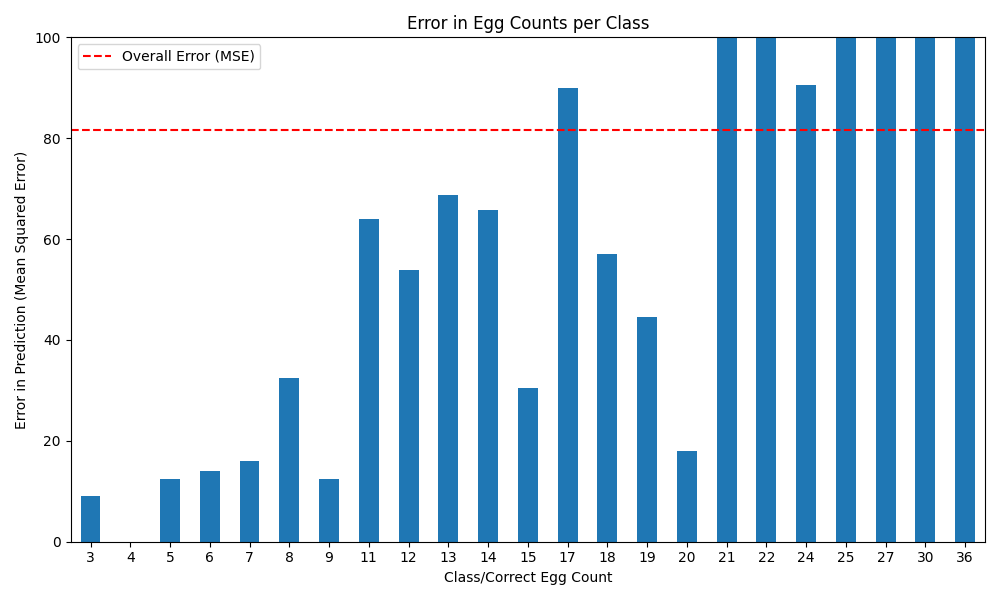 Error in Egg Counts per Class
Overall Error (MSE)
Error in Prediction (Mean Squared Error)
100
80
60
40
20
0
3 4 5 6 7 8 9 11 12 13 14 15 17 18 19 20 21 22 24 25 27 30 36
Class/Correct Egg Count